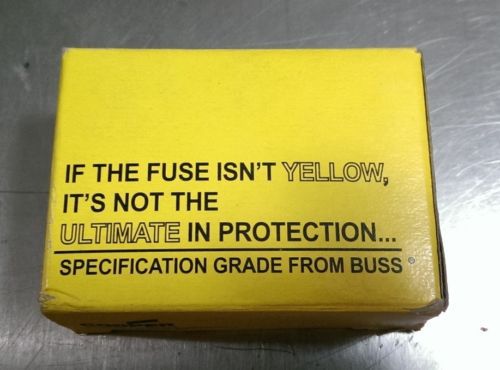 IF THE FUSE ISN'T YELLOW,
IT'S NOT THE
ULTIMATE IN PROTECTION...
SPECIFICATION GRADE FROM BUSS®